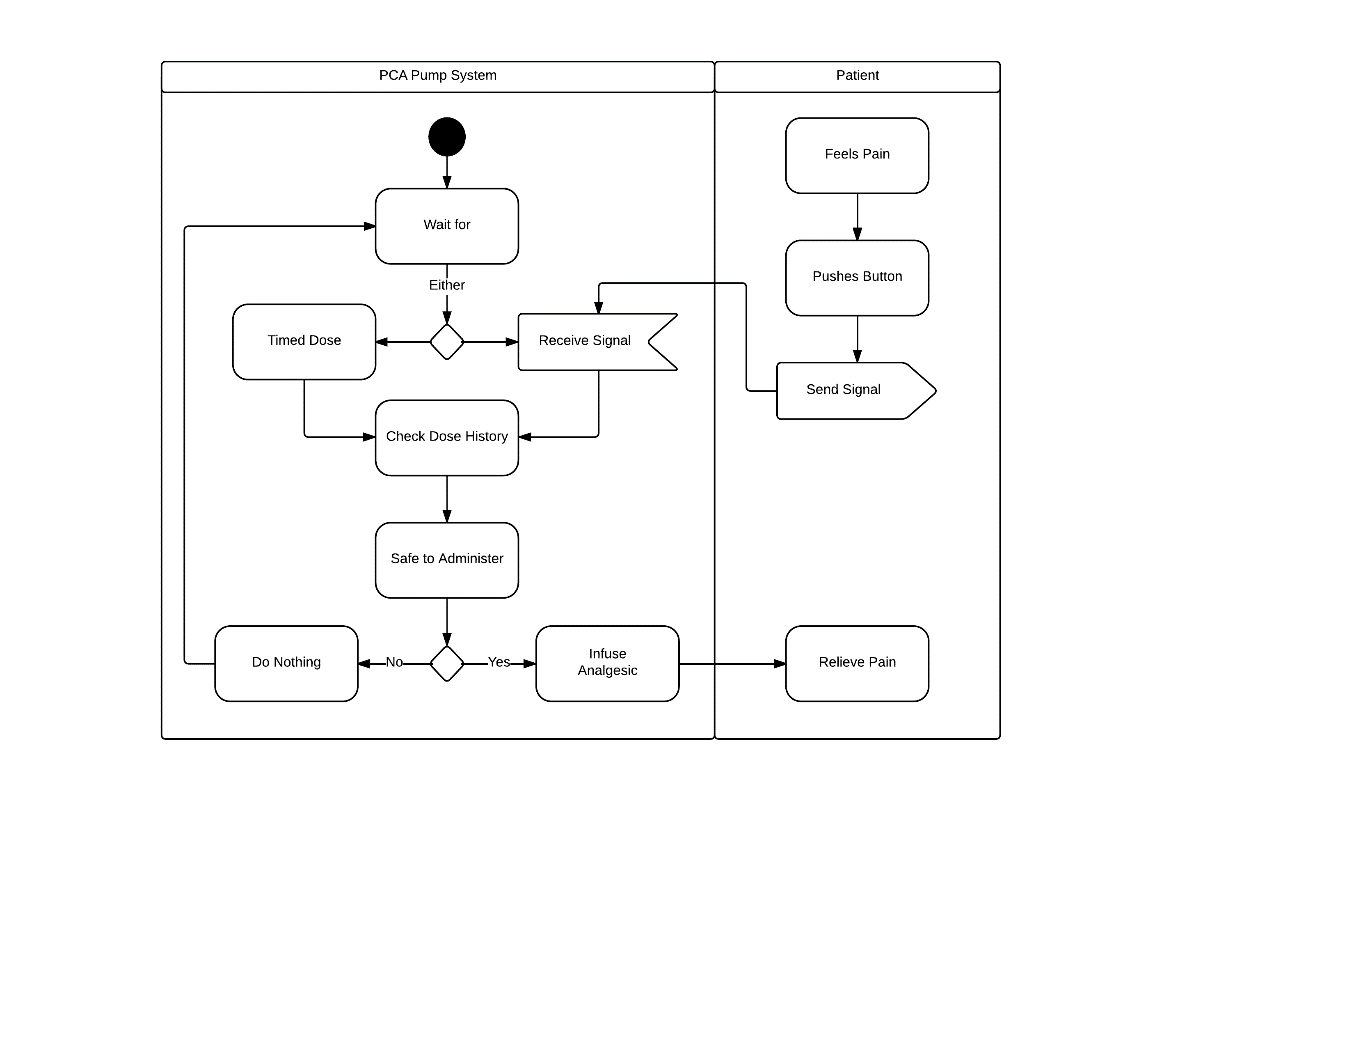 PCA Pump System
Patient
Feels Pain
Wait for
Pushes Button
Either
Timed Dose
Receive Signal
Send Signal
Check Dose History
Safe to Administer
Do Nothing
No
Yes
Infuse
Analgesic
Relieve Pain